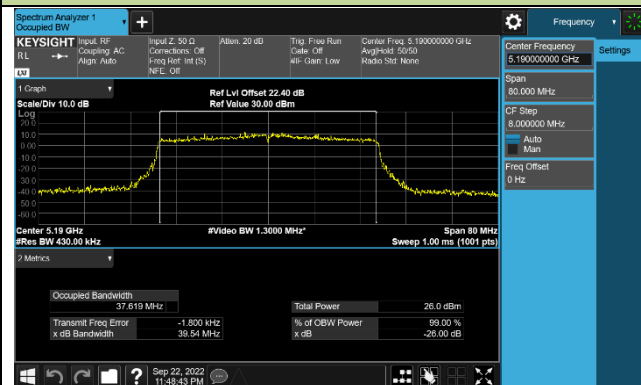 Spectrum Analyzer 1
Occupied BW
+
Frequency
KEYSIGHT
RL
LXI
Input: RF
Coupling: AC
Align: Auto
Input Z: 50 Ω
Corrections: Off
Freq Ref: Int (S)
NFE: Off
Atten: 20 dB
Trig: Free Run
Gate: Off
#IF Gain: Low
Center Freq: 5.190000000 GHz
Avg|Hold: 50/50
Radio Std: None
Center Frequency
5.190000000 GHz
Settings
Span
80.000 MHz
CF Step
8.000000 MHz
Auto
Man
Freq Offset
0 Hz
1 Graph
Scale/Div 10.0 dB
Ref Lvl Offset 22.40 dB
Ref Value 30.00 dBm
Log
20.0
10.0
0.00
-10.0
-20.0
-30.0
-40.0
-50.0
-60.0
Center 5.19 GHz
#Res BW 430.00 kHz
#Video BW 1.3000 MHz*
Span 80 MHz
Sweep 1.00 ms (1001 pts)
2 Metrics
Occupied Bandwidth
37.619 MHz
Total Power
26.0 dBm
Transmit Freq Error
-1.800 kHz
% of OBW Power
99.00 %
x dB Bandwidth
39.54 MHz
x dB
-26.00 dB
?
Sep 22, 2022
11:48:43 PM